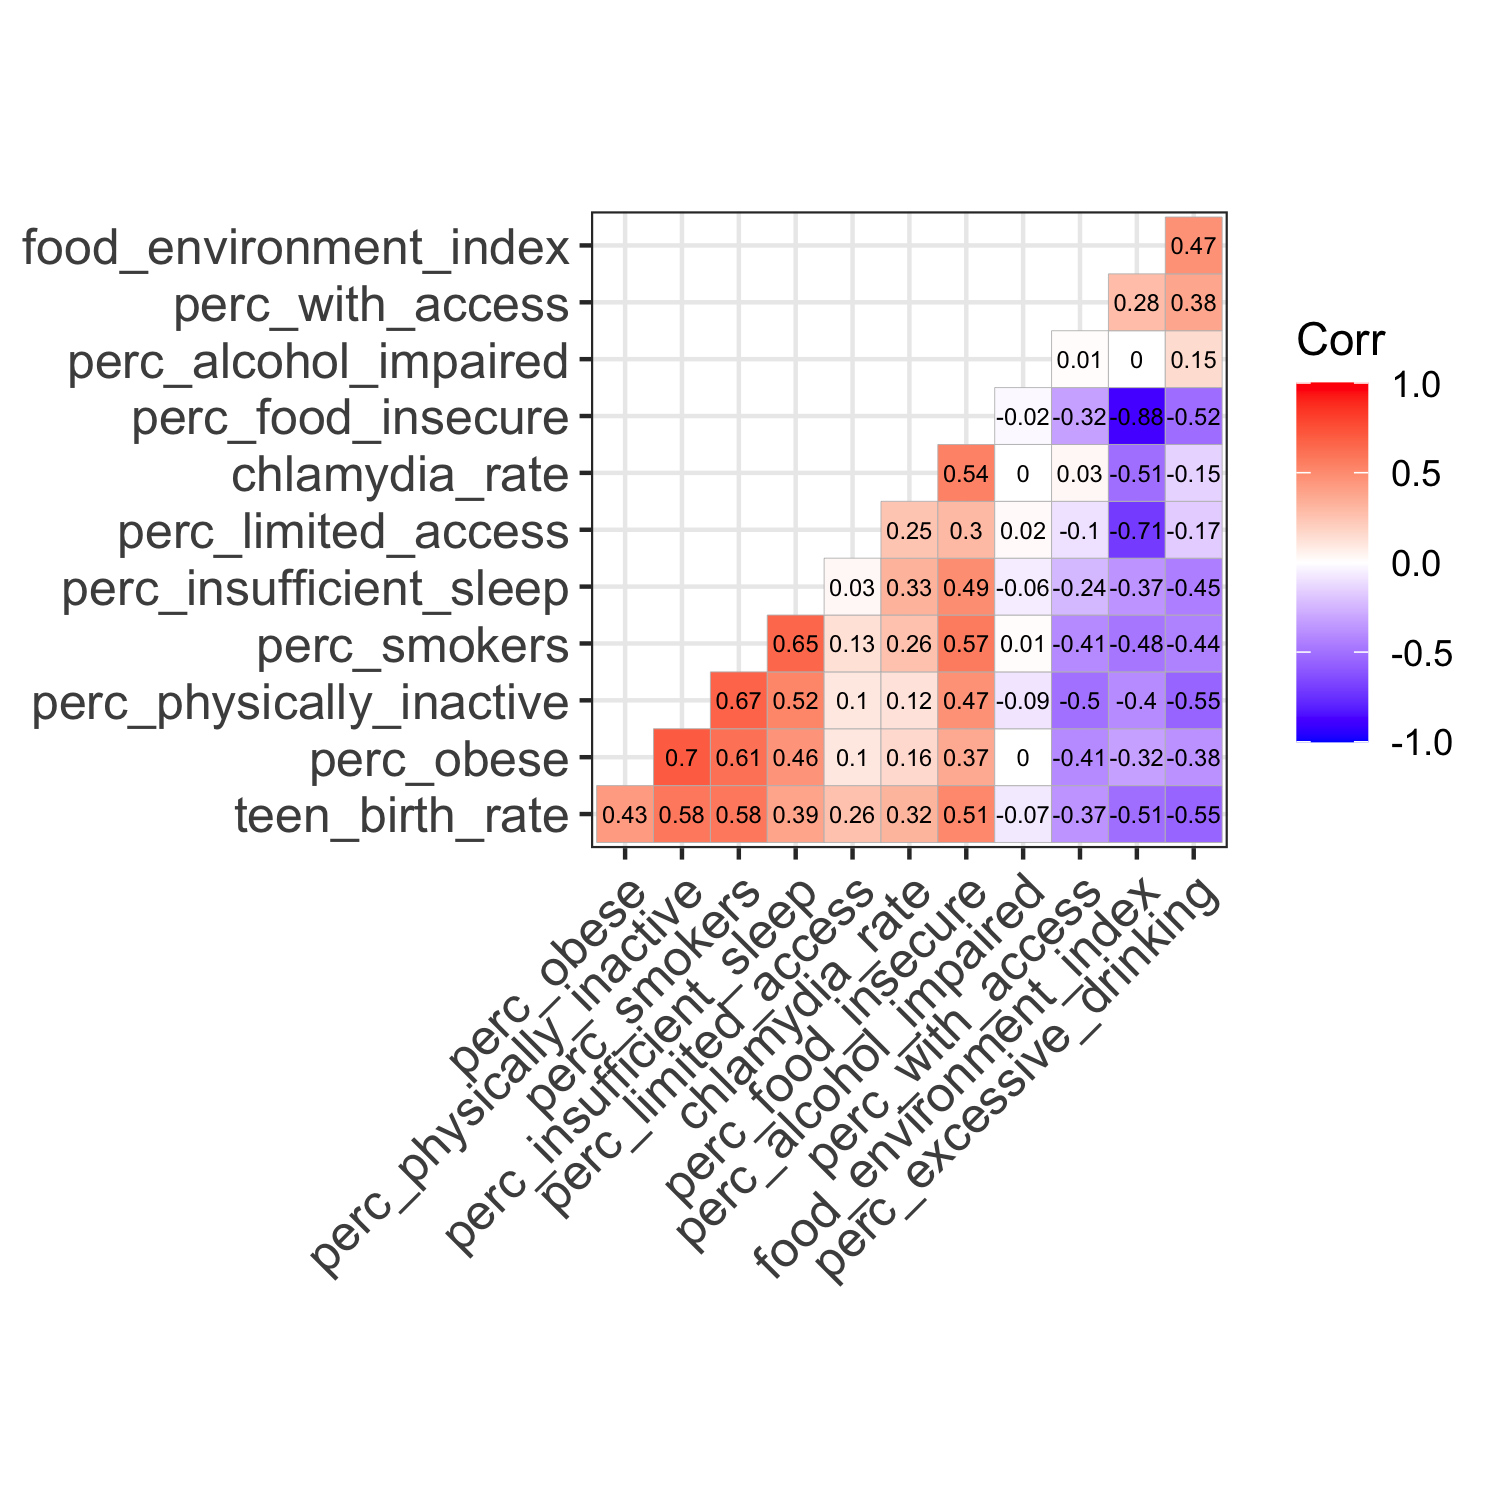 food_environment_index 0.47
perc_with_access 0.28 0.38
perc_alcohol_impaired 0.01 0 0.15
perc_food_insecure -0.02 -0.32 -0.88 -0.52
chlamydia_rate 0.54 0 0.03 -0.51 -0.15
perc_limited_access 0.25 0.3 0.02 -0.1 -0.71 -0.17
perc_insufficient_sleep 0.03 0.33 0.49 -0.06 -0.24 -0.37 -0.45
perc_smokers 0.65 0.13 0.26 0.57 0.01 -0.41 -0.48 -0.44
perc_physically_inactive 0.67 0.52 0.1 0.12 0.47 -0.09 -0.5 -0.4 -0.55
perc_obese 0.7 0.61 0.46 0.1 0.16 0.37 0 -0.41 -0.32 -0.38
teen_birth_rate 0.43 0.58 0.58 0.39 0.26 0.32 0.51 -0.07 -0.37 -0.51 -0.55
perc_obese
perc_physically_inactive
perc_smokers
perc_insufficient_sleep
perc_limited_access
chlamydia_rate
perc_food_insecure
perc_alcohol_impaired
perc_with_access
food_environment_index
perc_excessive_drinking
Corr
1.0
0.5
0.0
-0.5
-1.0